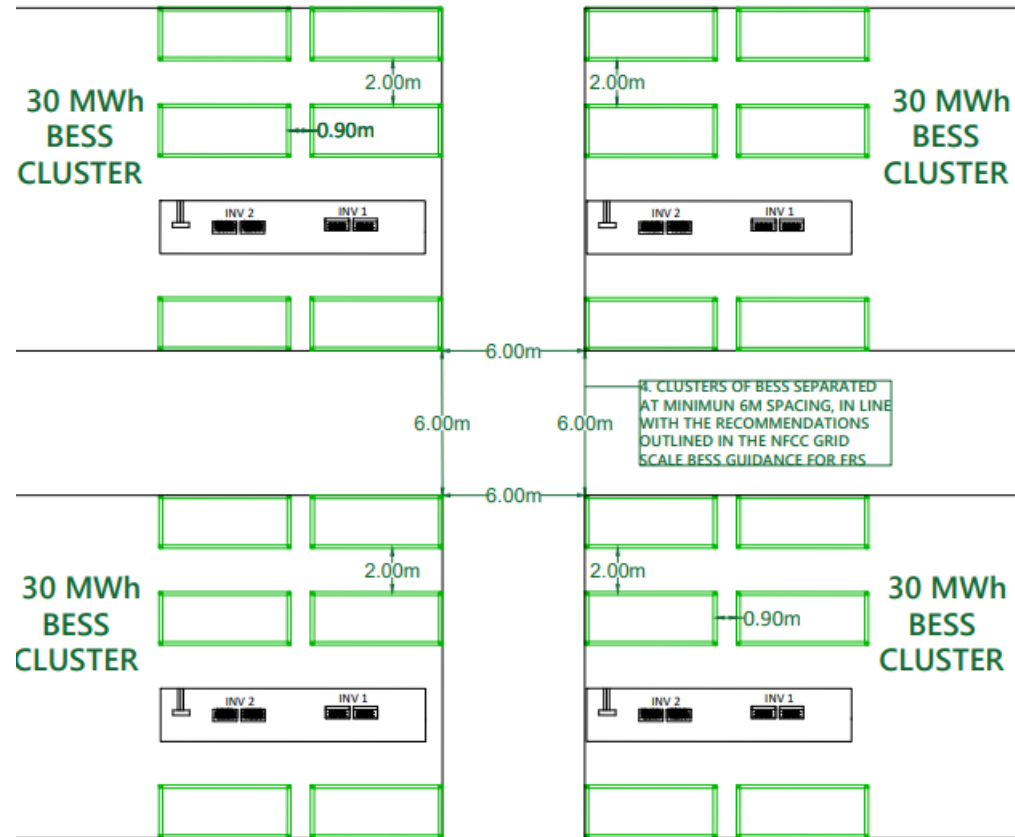 30 MWh
BESS
CLUSTER
2.00m
0.90m
INV 2
INV 1
2.00m
30 MWh
BESS
CLUSTER
INV 2
INV 1
6.00m
6.00m
6.00m
4. CLUSTERS OF BESS SEPARATED
AT MINIMUN 6M SPACING, IN LINE
WITH THE RECOMMENDATIONS
OUTLINED IN THE NFCC GRID
SCALE BESS GUIDANCE FOR FRS
6.00m
30 MWh
BESS
CLUSTER
2.00m
INV 2
INV 1
2.00m
0.90m
30 MWh
BESS
CLUSTER
INV 2
INV 1